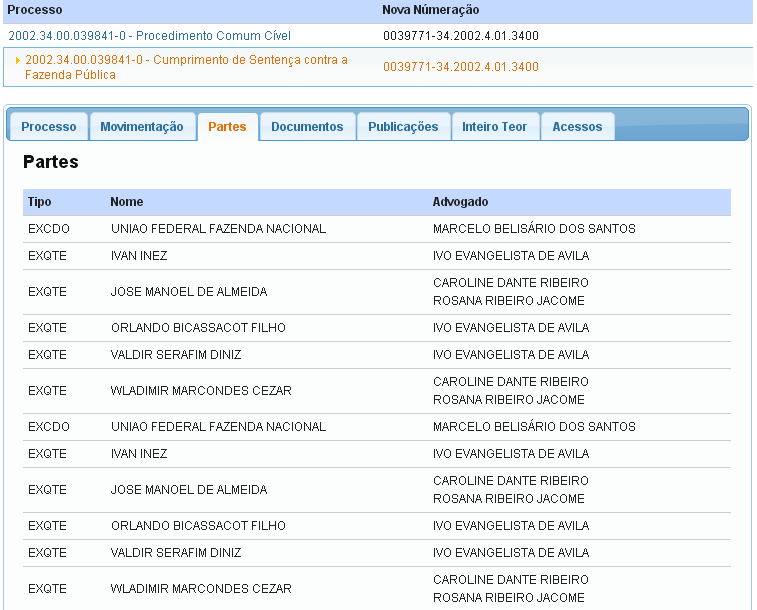 Processo Nova Númeração
2002.34.00.039841-0 - Procedimento Comum Cível 0039771-34.2002.4.01.3400
2002.34.00.039841-0 - Cumprimento de Sentença contra a 0039771-34.2002.4.01.3400
Fazenda Pública
Processo Movimentação Partes Documentos Publicações Inteiro Teor Acessos
Partes
Tipo Nome Advogado
EXCDO UNIAO FEDERAL FAZENDA NACIONAL MARCELO BELISÁRIO DOS SANTOS
EXQTE IVAN INEZ IVO EVANGELISTA DE AVILA
EXQTE JOSE MANOEL DE ALMEIDA CAROLINE DANTE RIBEIRO
ROSANA RIBEIRO JACOME
EXQTE ORLANDO BICASSACOT FILHO IVO EVANGELISTA DE AVILA
EXQTE VALDIR SERAFIM DINIZ IVO EVANGELISTA DE AVILA
EXQTE WLADIMIR MARCONDES CEZAR CAROLINE DANTE RIBEIRO
ROSANA RIBEIRO JACOME
EXCDO UNIAO FEDERAL FAZENDA NACIONAL MARCELO BELISÁRIO DOS SANTOS
EXQTE IVAN INEZ IVO EVANGELISTA DE AVILA
EXQTE JOSE MANOEL DE ALMEIDA CAROLINE DANTE RIBEIRO
ROSANA RIBEIRO JACOME
EXQTE ORLANDO BICASSACOT FILHO IVO EVANGELISTA DE AVILA
EXQTE VALDIR SERAFIM DINIZ IVO EVANGELISTA DE AVILA
EXQTE WLADIMIR MARCONDES CEZAR CAROLINE DANTE RIBEIRO
ROSANA RIBEIRO JACOME